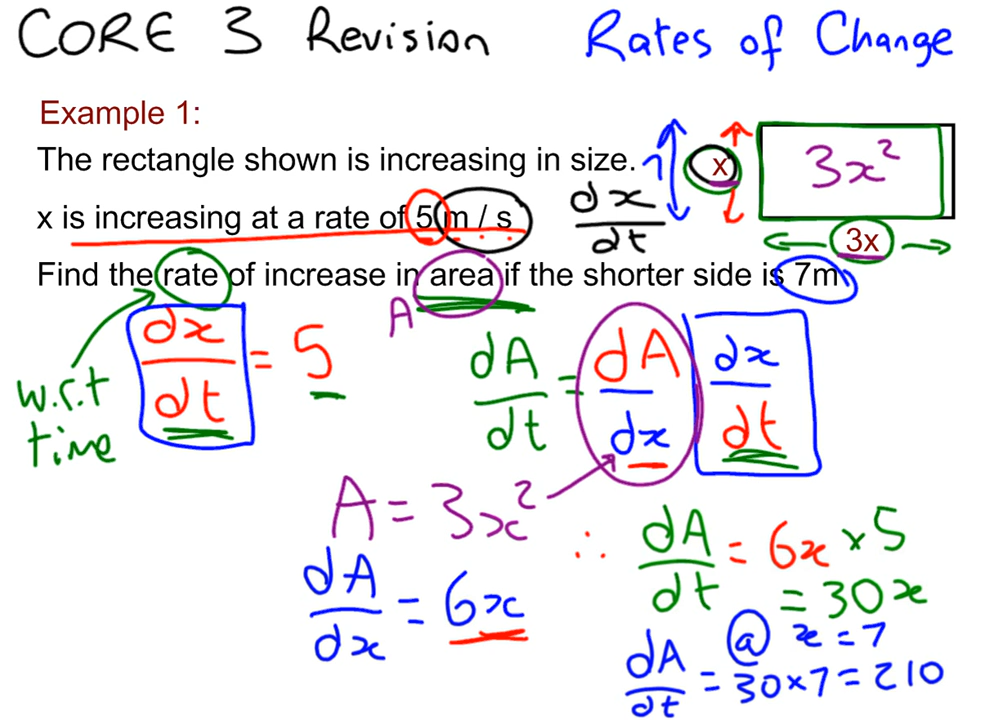 CORE 3 Revision Rates of Change
Example 1:
The rectangle shown is increasing in size.
7 x 3x²
x is increasing at a rate of 5m / s
dx/dt
3x
Find the rate of increase in area if the shorter side is 7m
A
w.r.t
time
dx/dt = 5
dA/dt = dA/dx dx/dt
A = 3x²
dA/dx = 6x
∴ dA/dt = 6x × 5
= 30x
@ x = 7
dA/dt = 30×7 = 210